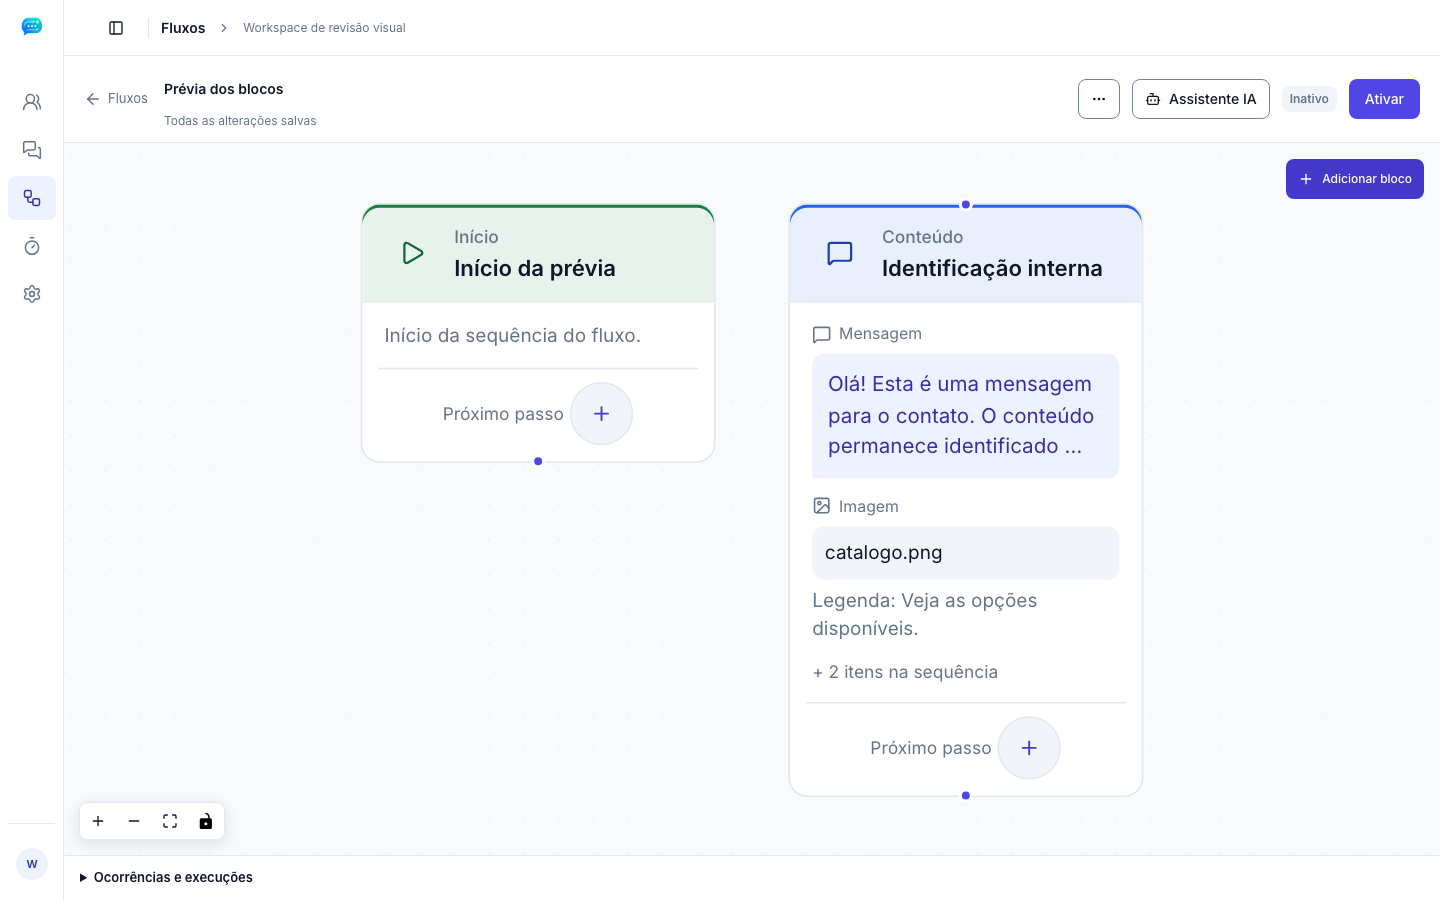 Fluxos
Workspace de revisão visual
Fluxos
Prévia dos blocos
Todas as alterações salvas
Assistente IA
Inativo
Ativar
Adicionar bloco
Início
Início da prévia
Início da sequência do fluxo.
Próximo passo
Conteúdo
Identificação interna
Mensagem
Olá! Esta é uma mensagem
para o contato. O conteúdo
permanece identificado ...
Imagem
catalogo.png
Legenda: Veja as opções
disponíveis.
+ 2 itens na sequência
Próximo passo
W
Ocorrências e execuções